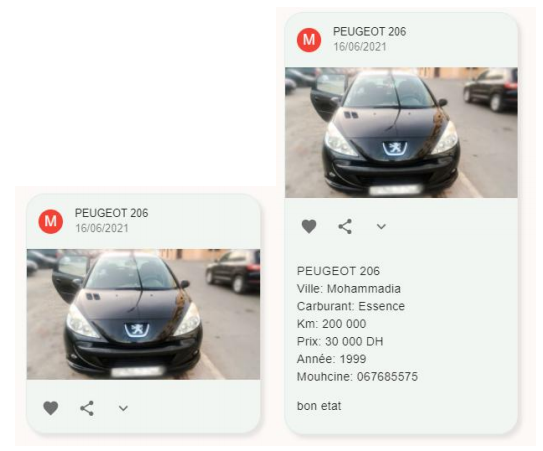 M
PEUGEOT 206
16/06/2021
M
PEUGEOT 206
16/06/2021
PEUGEOT 206
Ville: Mohammadia
Carburant: Essence
Km: 200 000
Prix: 30 000 DH
Année: 1999
Mouhcine: 067685575
bon etat